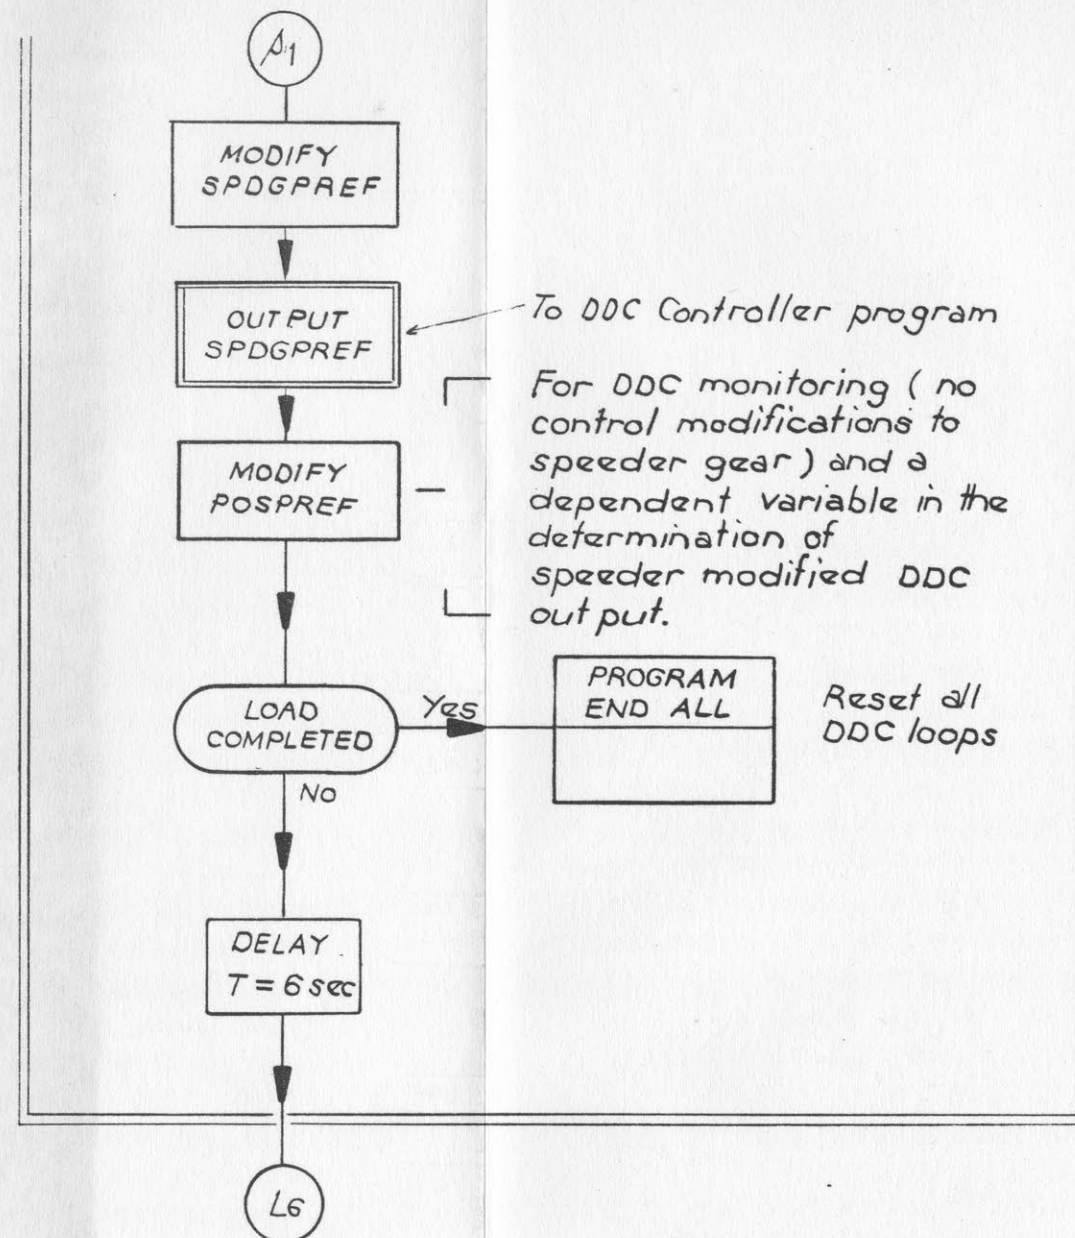 A1
MODIFY
SPDGPREF
OUTPUT
SPDGPREF
To DDC Controller program
MODIFY
POSPREF
For DDC monitoring ( no
control modifications to
speeder gear ) and a
dependent variable in the
determination of
speeder modified DDC
output.
LOAD
COMPLETED
Yes
PROGRAM
END ALL
Reset all
DDC loops
No
DELAY
T = 6 sec
L6